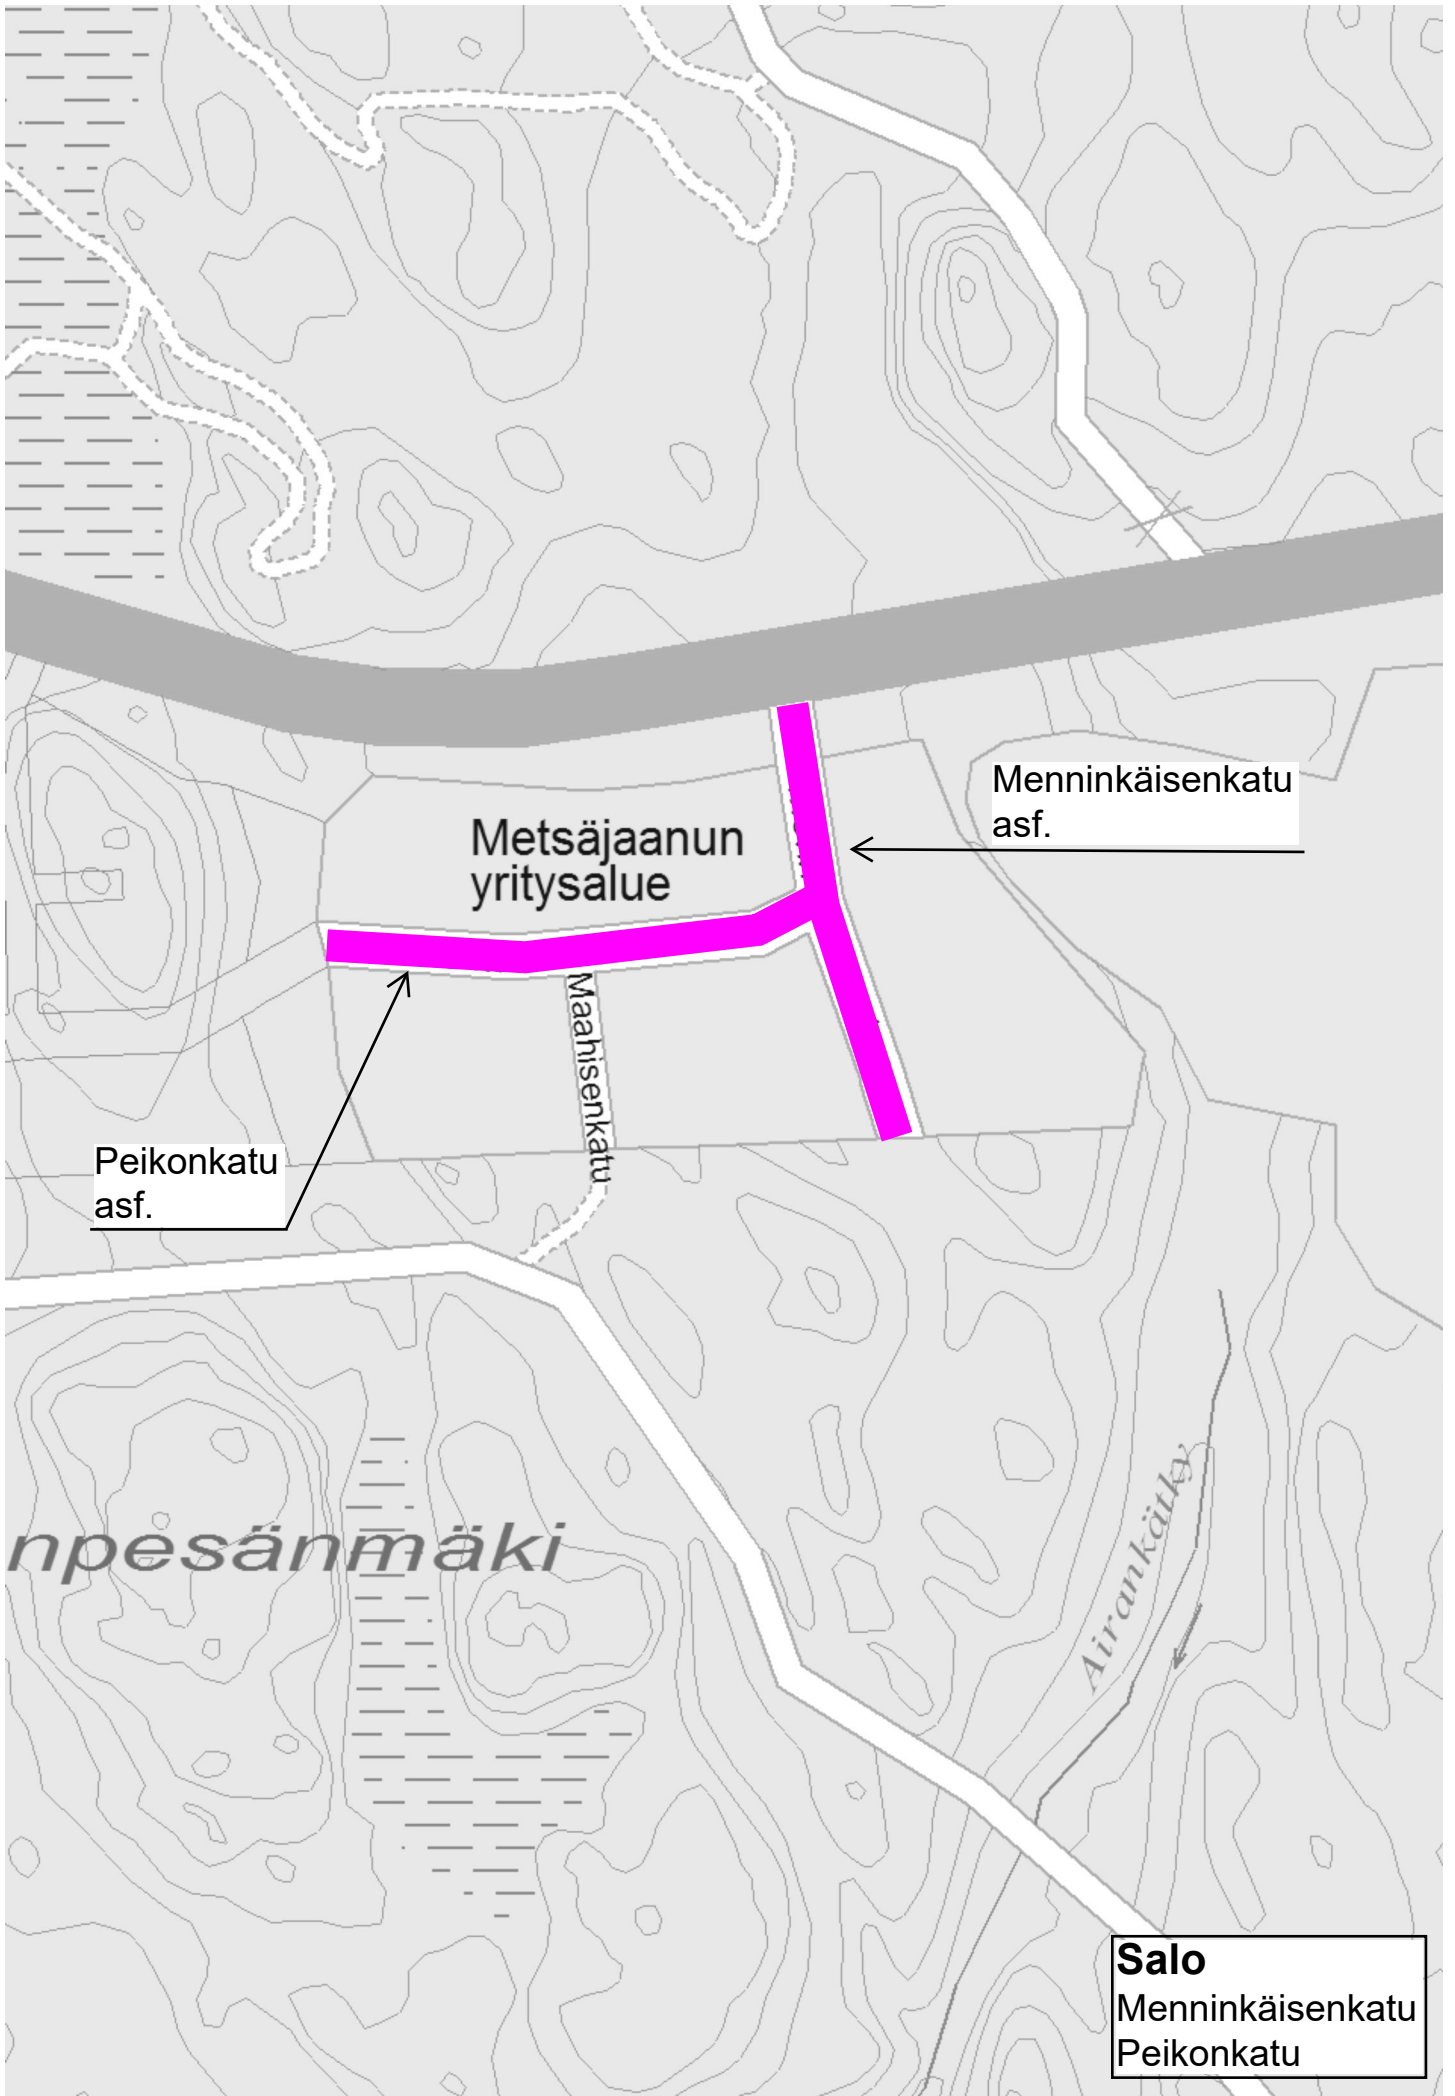 Menninkäisenkatu
asf.
Metsäjaanun
yritysalue
Maahisenkatu
Peikonkatu
asf.
npesänmäki
Airankätky
Salo
Menninkäisenkatu
Peikonkatu